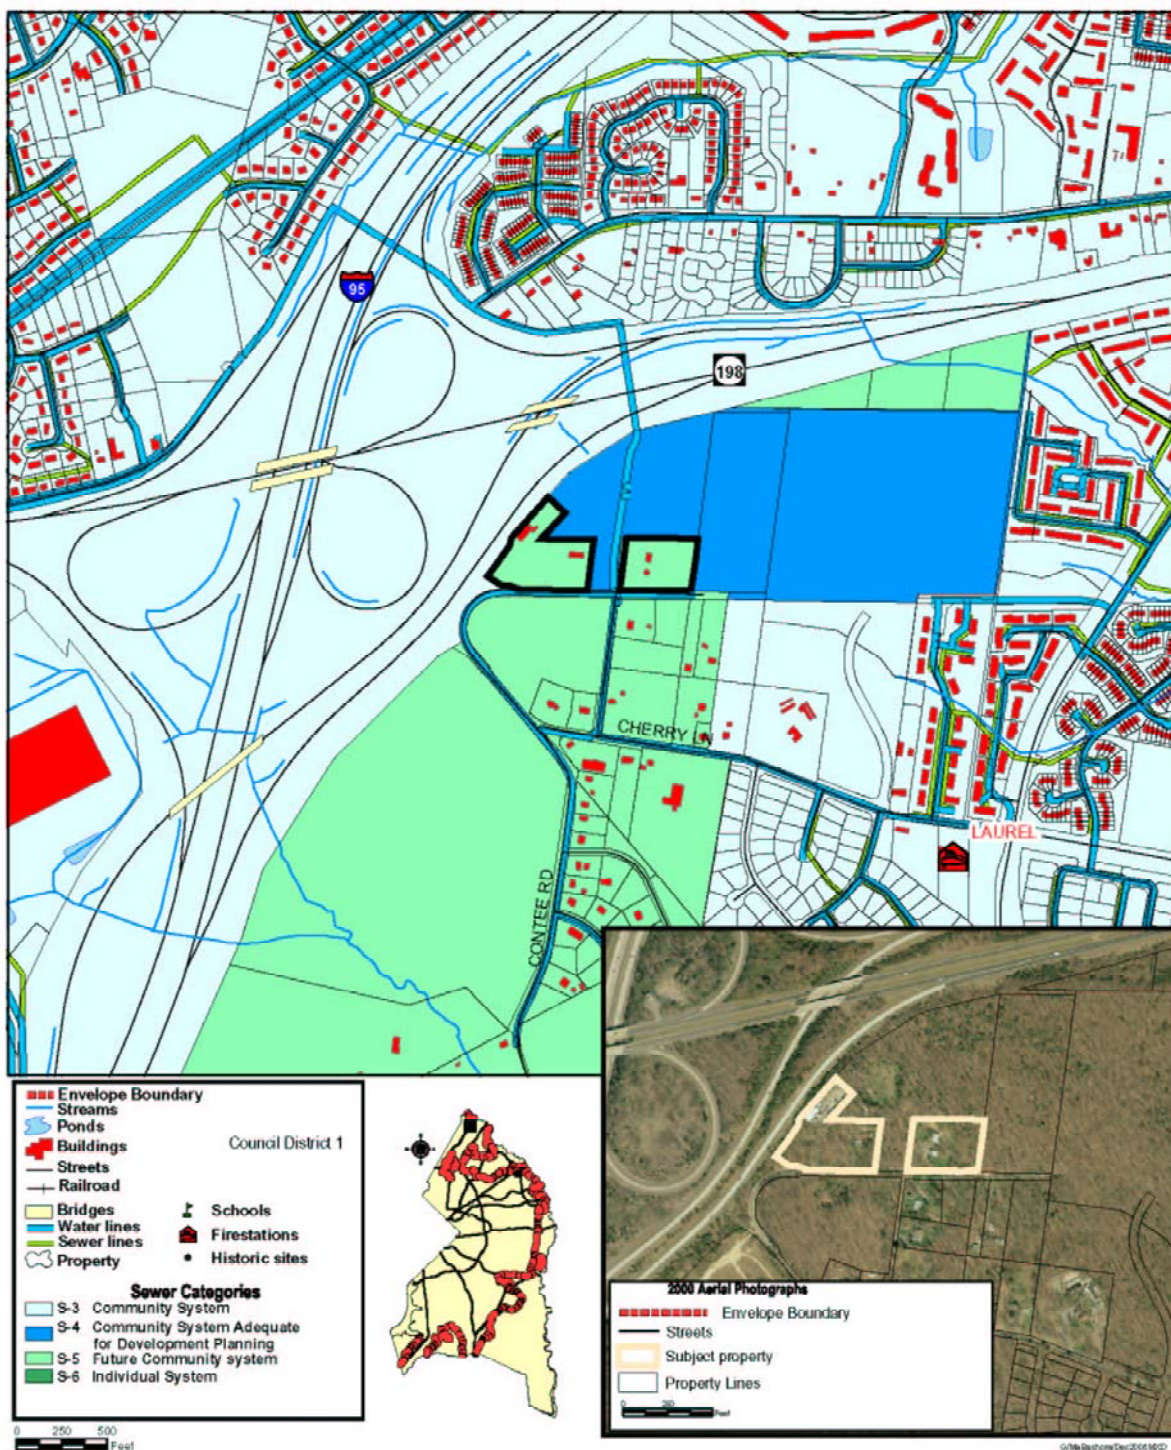 95
198
CHERRY LN
LAUREL
CONTEE RD
Envelope Boundary
Streams
Ponds
Buildings
Streets
Railroad
Bridges
Water lines
Sewer lines
Property
Council District 1
Schools
Firestations
Historic sites
Sewer Categories
S-3 Community System
S-4 Community System Adequate
for Development Planning
S-5 Future Community system
S-6 Individual System
0 250 500
Feet
2000 Aerial Photographs
Envelope Boundary
Streets
Subject property
Property Lines
Feet